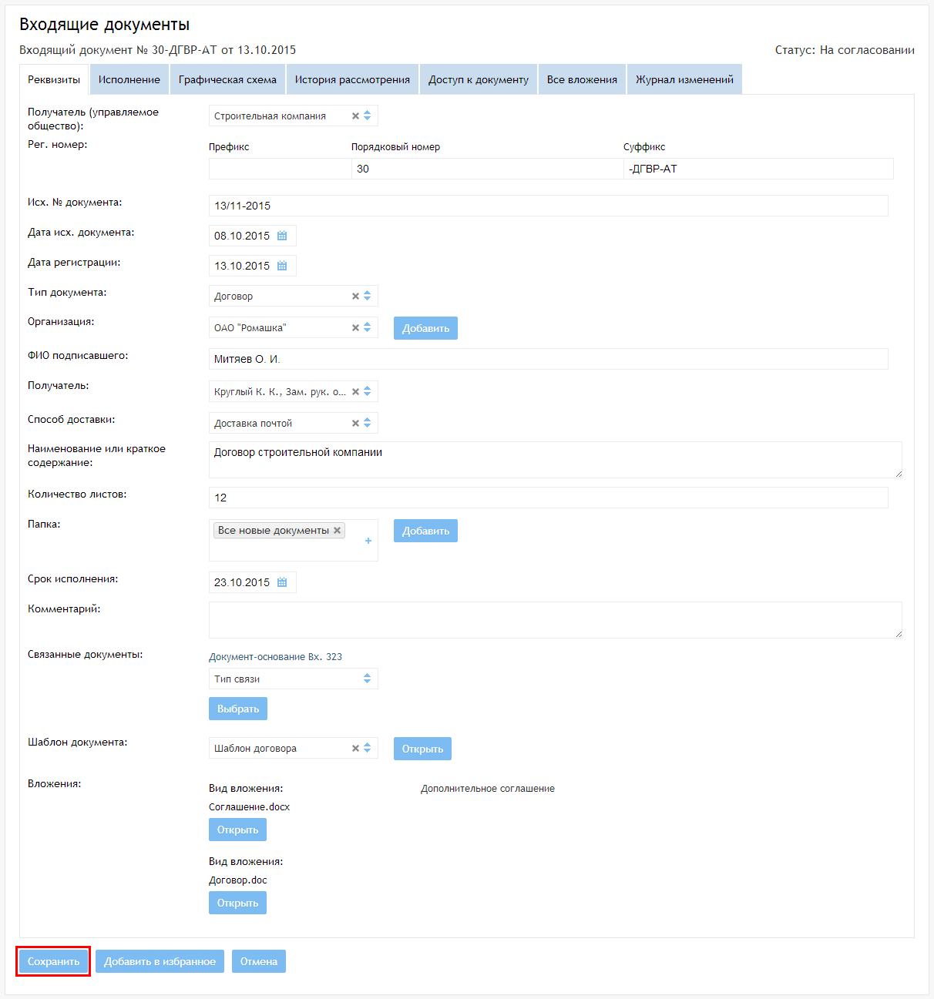 Входящие документы
Входящий документ № 30-ДГВР-АТ от 13.10.2015
Статус: На согласовании
Реквизиты
Исполнение
Графическая схема
История рассмотрения
Доступ к документу
Все вложения
Журнал изменений
Получатель (управляемое
общество):
Строительная компания
Рег. номер:
Префикс
Порядковый номер
Суффикс
30
-ДГВР-АТ
Исх. № документа:
13/11-2015
Дата исх. документа:
08.10.2015
Дата регистрации:
13.10.2015
Тип документа:
Договор
Организация:
ОАО "Ромашка"
Добавить
ФИО подписавшего:
Митяев О. И.
Получатель:
Круглый К. К., Зам. рук. о...
Способ доставки:
Доставка почтой
Наименование или краткое
содержание:
Договор строительной компании
Количество листов:
12
Папка:
Все новые документы
Добавить
Срок исполнения:
23.10.2015
Комментарий:
Связанные документы:
Документ-основание Вх. 323
Тип связи
Выбрать
Шаблон документа:
Шаблон договора
Открыть
Вложения:
Вид вложения:
Дополнительное соглашение
Соглашение.docx
Открыть
Вид вложения:
Договор.doc
Открыть
Сохранить
Добавить в избранное
Отмена